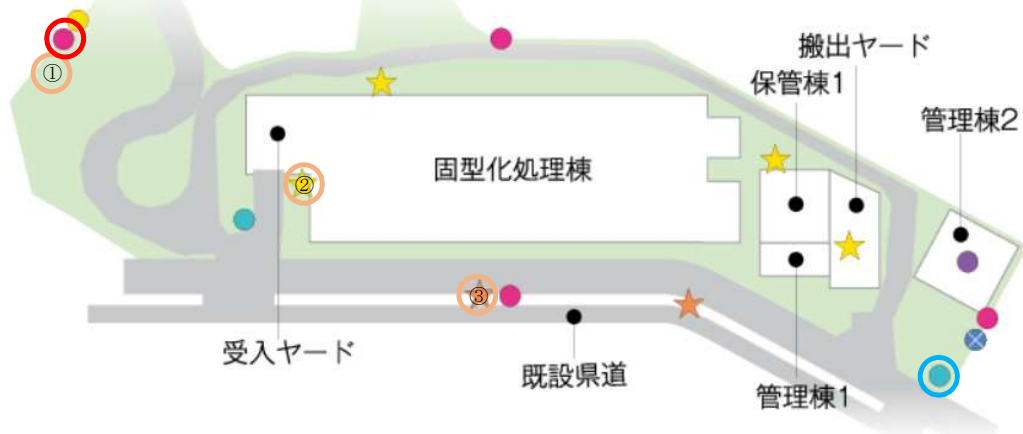 ①
搬出ヤード
保管棟1
管理棟2
固型化処理棟
②
③
受入ヤード
既設県道
管理棟1